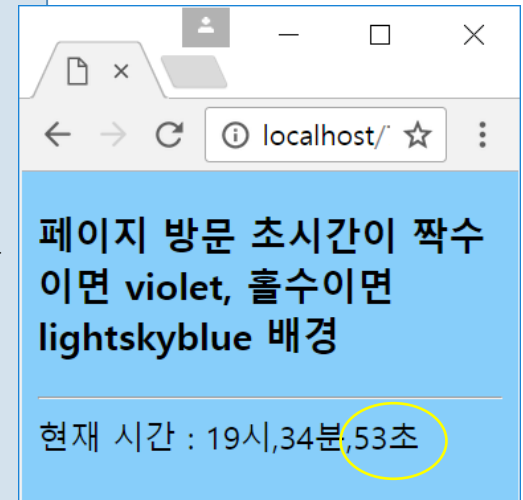 localhost/
페이지 방문 초시간이 짝수
이면 violet, 홀수이면
lightskyblue 배경
현재 시간 : 19시,34분,53초